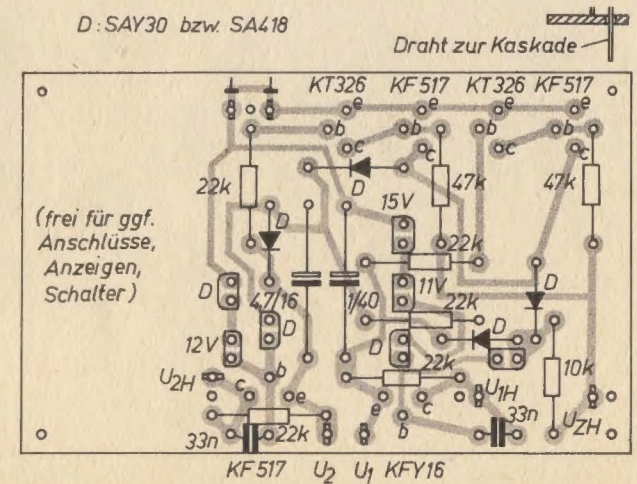 D: SAY30 bzw. SA418
Draht zur Kaskade
KT326 KF517 KT326 KF517
e e e e
b b b b
c c c c
22k
D
47k
47k
(frei für ggf.
Anschlüsse,
Anzeigen,
Schalter)
15V
D
22k
D
4,7/16
1/40
11V
D
D
22k
D
12V
D
22k
10k
U2H
b
c
e
e
c
U1H
UZH
33n
22k
b
33n
KF517 U2 U1 KFY16